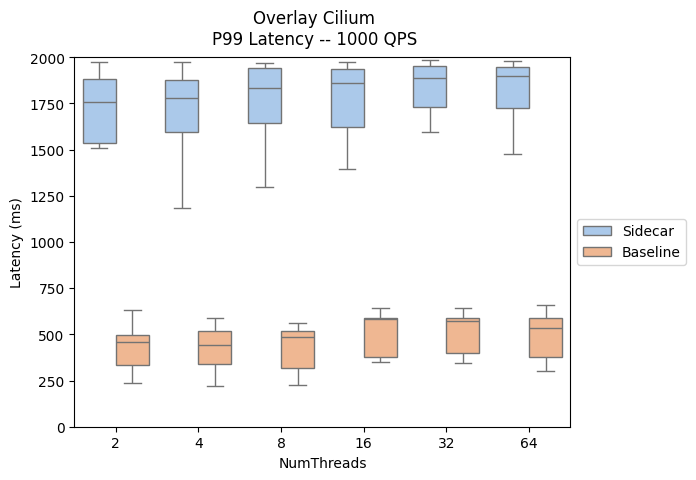 Overlay Cilium
P99 Latency -- 1000 QPS
Latency (ms)
2000
1750
1500
1250
1000
750
500
250
0
2 4 8 16 32 64
NumThreads
Sidecar
Baseline